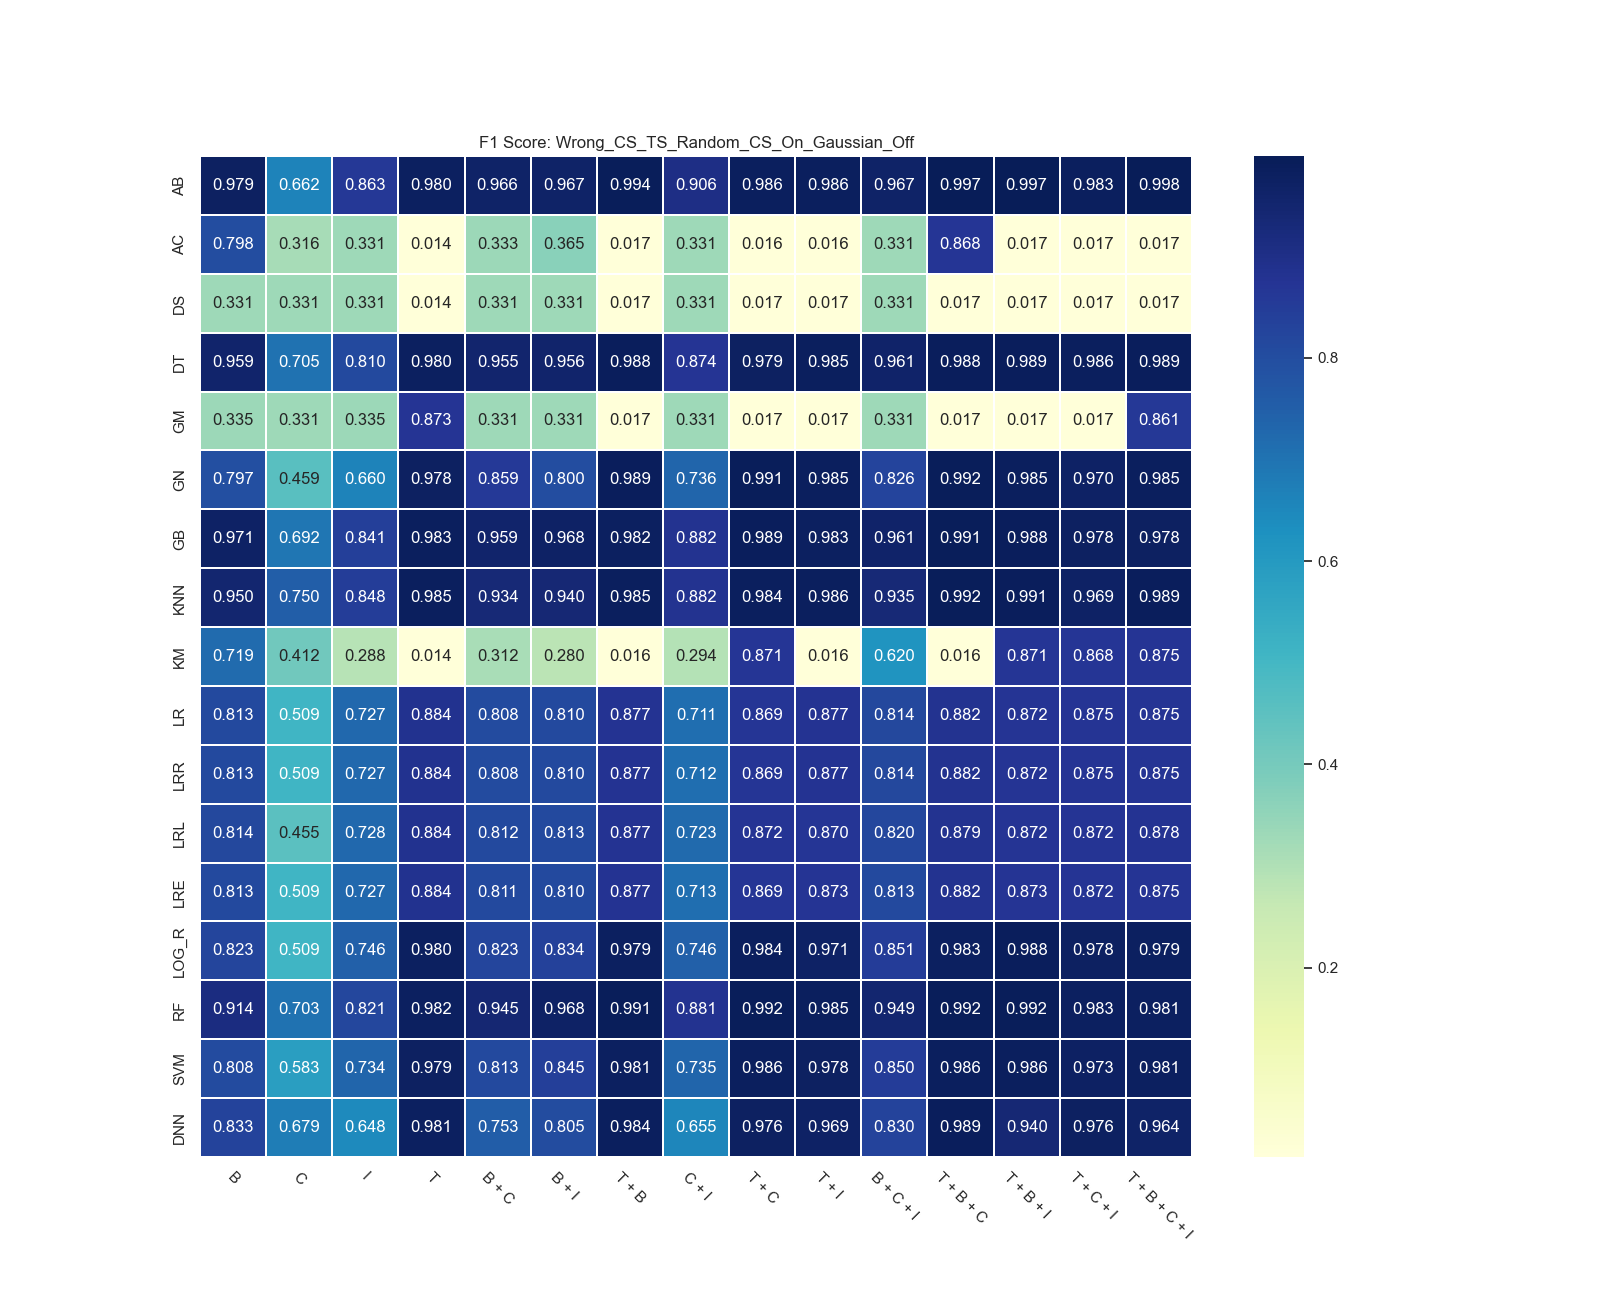 F1 Score: Wrong_CS_TS_Random_CS_On_Gaussian_Off
AB 0.979 0.662 0.863 0.980 0.966 0.967 0.994 0.906 0.986 0.986 0.967 0.997 0.997 0.983 0.998
AC 0.798 0.316 0.331 0.014 0.333 0.365 0.017 0.331 0.016 0.016 0.331 0.868 0.017 0.017 0.017
DS 0.331 0.331 0.331 0.014 0.331 0.331 0.017 0.331 0.017 0.017 0.331 0.017 0.017 0.017 0.017
DT 0.959 0.705 0.810 0.980 0.955 0.956 0.988 0.874 0.979 0.985 0.961 0.988 0.989 0.986 0.989
0.8
GM 0.335 0.331 0.335 0.873 0.331 0.331 0.017 0.331 0.017 0.017 0.331 0.017 0.017 0.017 0.861
GN 0.797 0.459 0.660 0.978 0.859 0.800 0.989 0.736 0.991 0.985 0.826 0.992 0.985 0.970 0.985
GB 0.971 0.692 0.841 0.983 0.959 0.968 0.982 0.882 0.989 0.983 0.961 0.991 0.988 0.978 0.978
0.6
KNN 0.950 0.750 0.848 0.985 0.934 0.940 0.985 0.882 0.984 0.986 0.935 0.992 0.991 0.969 0.989
KM 0.719 0.412 0.288 0.014 0.312 0.280 0.016 0.294 0.871 0.016 0.620 0.016 0.871 0.868 0.875
LR 0.813 0.509 0.727 0.884 0.808 0.810 0.877 0.711 0.869 0.877 0.814 0.882 0.872 0.875 0.875
0.4
LRR 0.813 0.509 0.727 0.884 0.808 0.810 0.877 0.712 0.869 0.877 0.814 0.882 0.872 0.875 0.875
LRL 0.814 0.455 0.728 0.884 0.812 0.813 0.877 0.723 0.872 0.870 0.820 0.879 0.872 0.872 0.878
LRE 0.813 0.509 0.727 0.884 0.811 0.810 0.877 0.713 0.869 0.873 0.813 0.882 0.873 0.872 0.875
LOG_R 0.823 0.509 0.746 0.980 0.823 0.834 0.979 0.746 0.984 0.971 0.851 0.983 0.988 0.978 0.979
0.2
RF 0.914 0.703 0.821 0.982 0.945 0.968 0.991 0.881 0.992 0.985 0.949 0.992 0.992 0.983 0.981
SVM 0.808 0.583 0.734 0.979 0.813 0.845 0.981 0.735 0.986 0.978 0.850 0.986 0.986 0.973 0.981
DNN 0.833 0.679 0.648 0.981 0.753 0.805 0.984 0.655 0.976 0.969 0.830 0.989 0.940 0.976 0.964
B C I T B + C B + I T + B C + I T + C T + I B + C + I T + B + C T + B + I T + C + I T + B + C + I